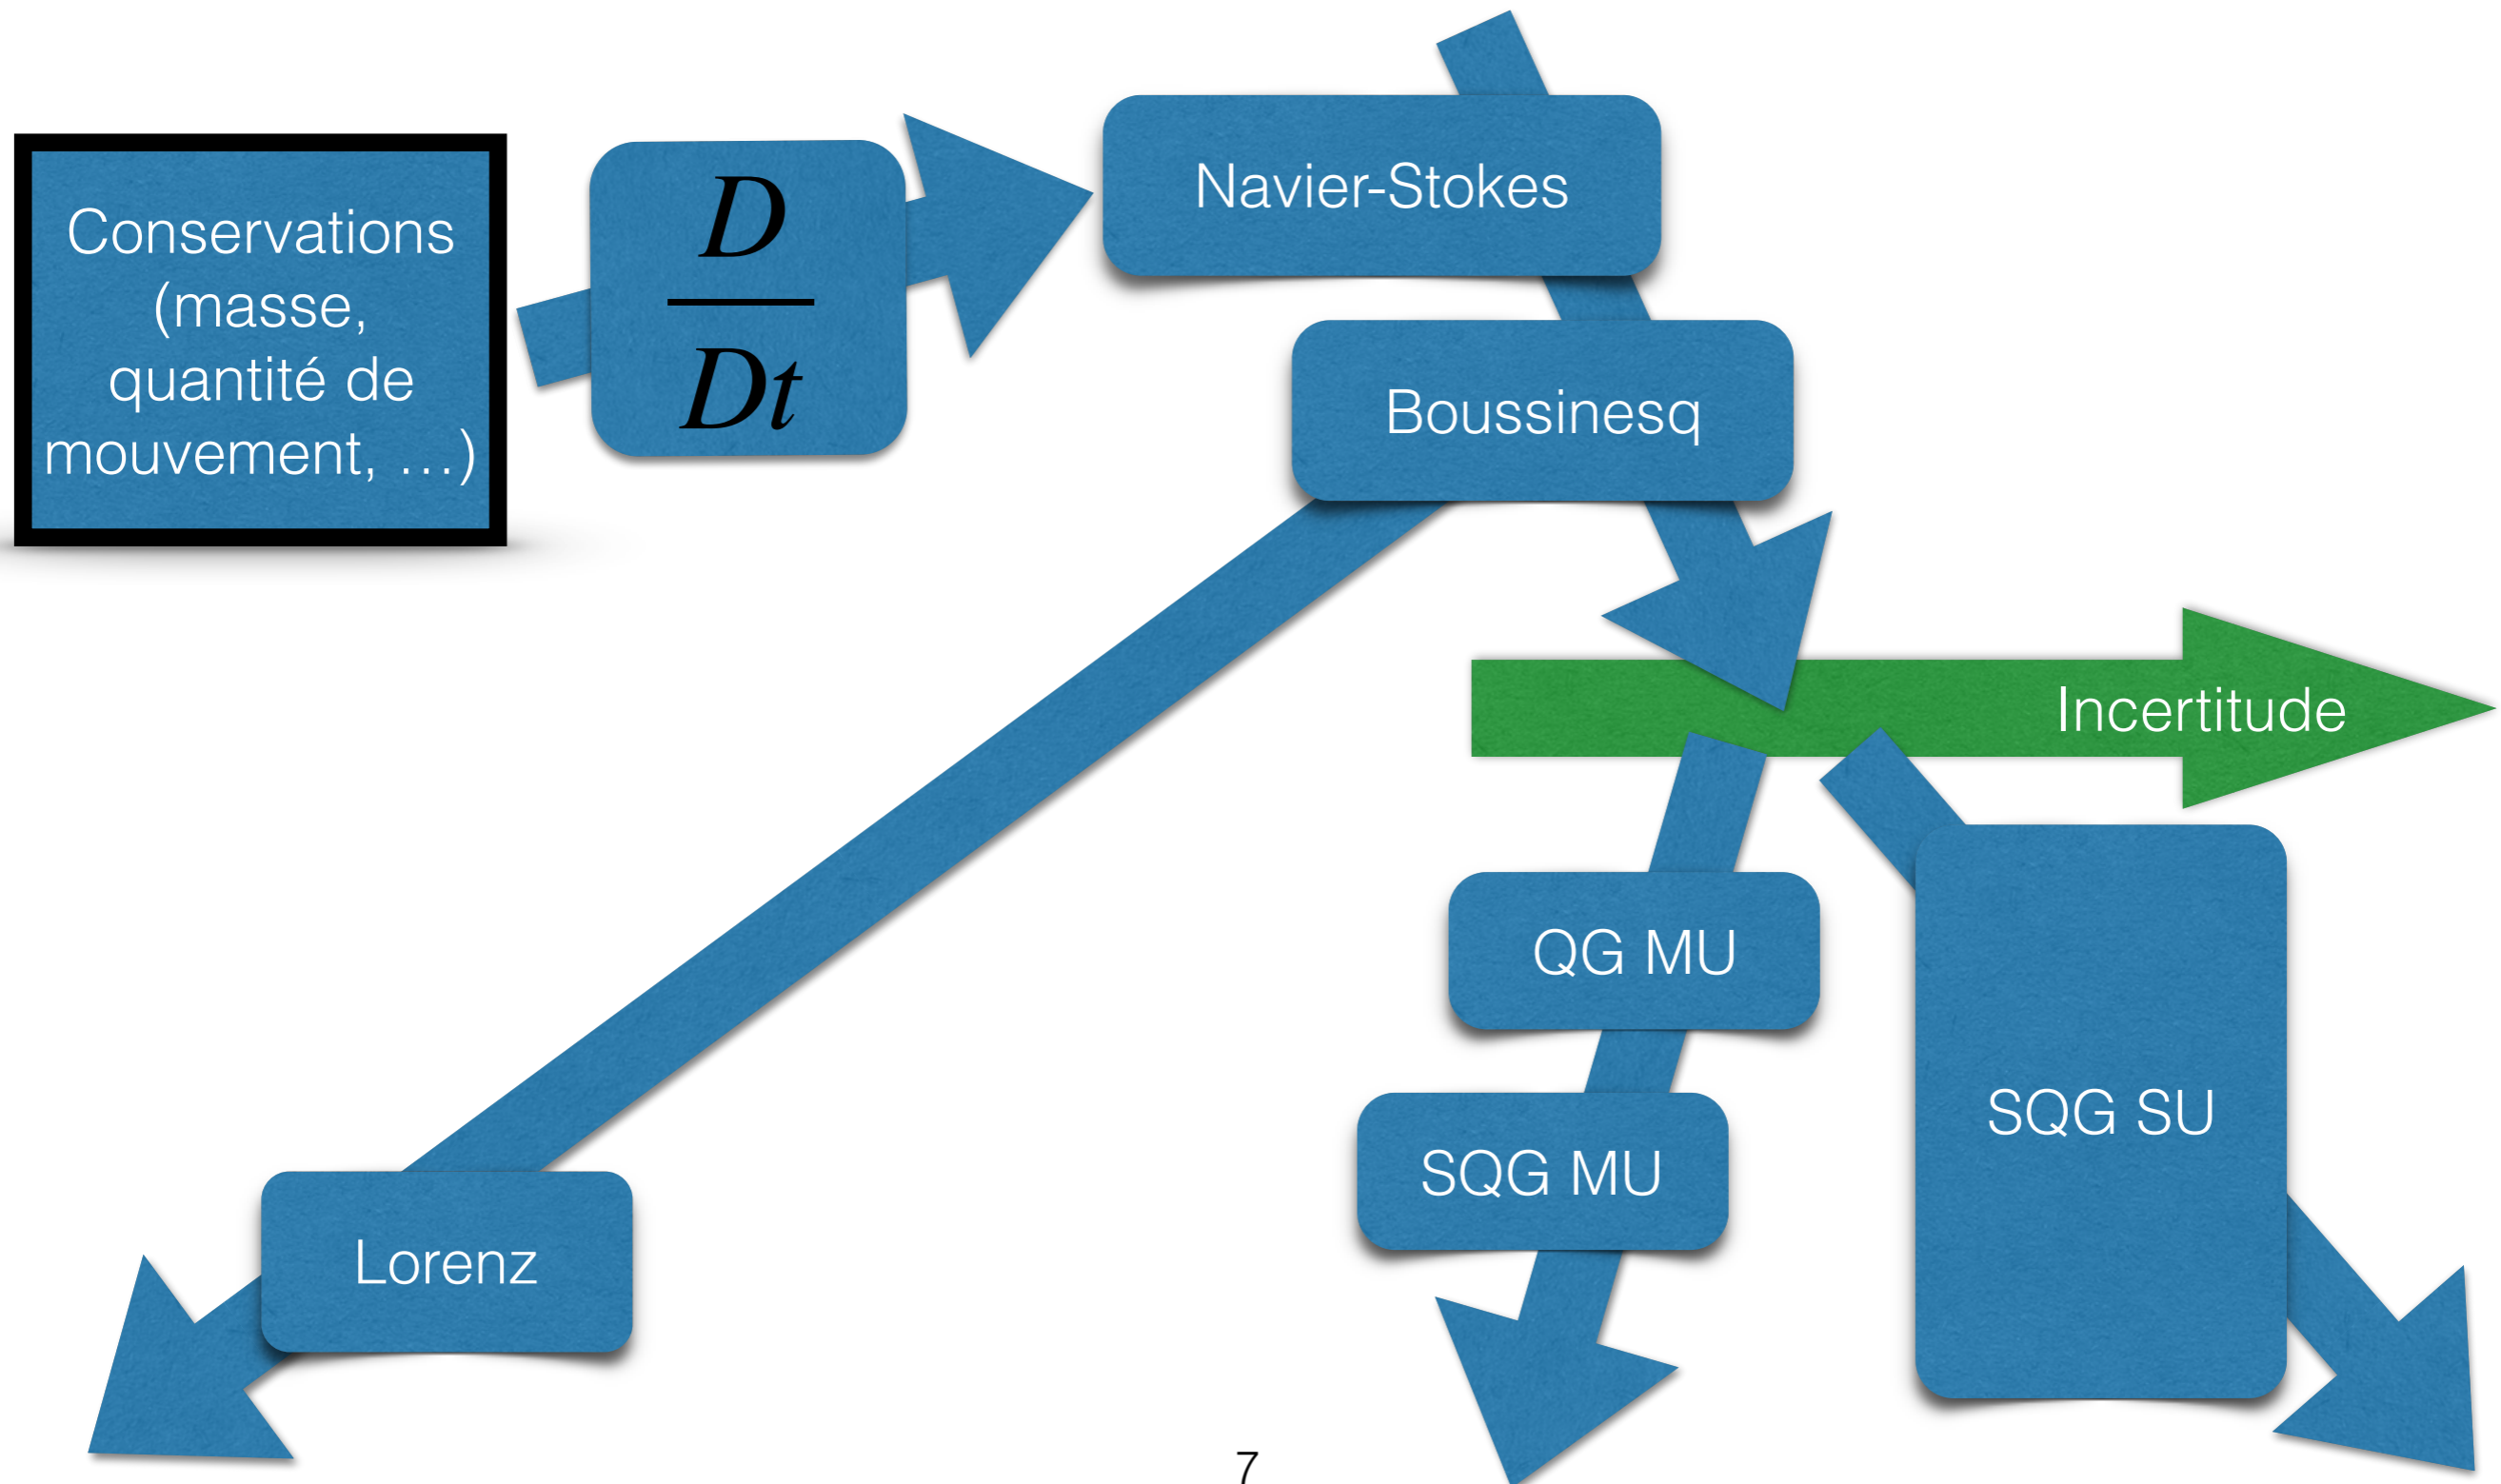 Conservations
(masse,
quantité de
mouvement, …)
D
Dt
Navier-Stokes
Boussinesq
Incertitude
QG MU
SQG MU
SQG SU
Lorenz
7